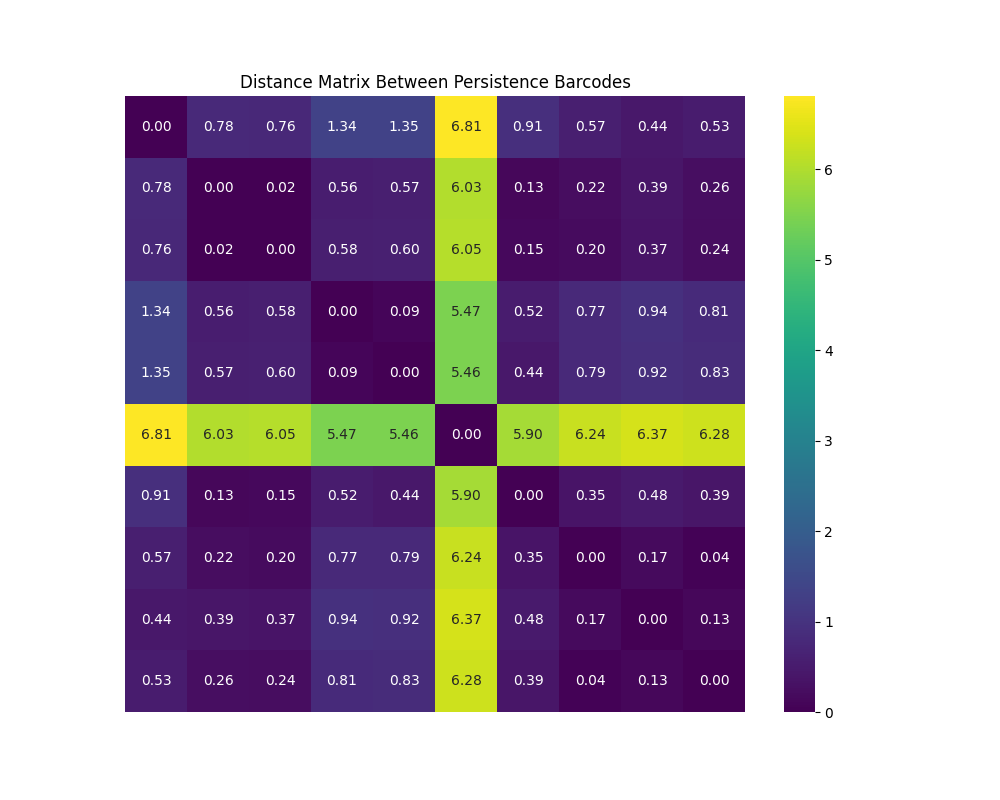 Distance Matrix Between Persistence Barcodes
0.00 0.78 0.76 1.34 1.35 6.81 0.91 0.57 0.44 0.53
0.78 0.00 0.02 0.56 0.57 6.03 0.13 0.22 0.39 0.26
0.76 0.02 0.00 0.58 0.60 6.05 0.15 0.20 0.37 0.24
1.34 0.56 0.58 0.00 0.09 5.47 0.52 0.77 0.94 0.81
1.35 0.57 0.60 0.09 0.00 5.46 0.44 0.79 0.92 0.83
6.81 6.03 6.05 5.47 5.46 0.00 5.90 6.24 6.37 6.28
0.91 0.13 0.15 0.52 0.44 5.90 0.00 0.35 0.48 0.39
0.57 0.22 0.20 0.77 0.79 6.24 0.35 0.00 0.17 0.04
0.44 0.39 0.37 0.94 0.92 6.37 0.48 0.17 0.00 0.13
0.53 0.26 0.24 0.81 0.83 6.28 0.39 0.04 0.13 0.00
6
5
4
3
2
1
0